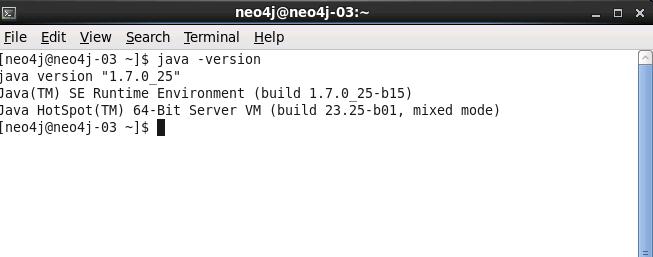 neo4j@neo4j-03:~
File Edit View Search Terminal Help
[neo4j@neo4j-03 ~]$ java -version
java version "1.7.0_25"
Java(TM) SE Runtime Environment (build 1.7.0_25-b15)
Java HotSpot(TM) 64-Bit Server VM (build 23.25-b01, mixed mode)
[neo4j@neo4j-03 ~]$